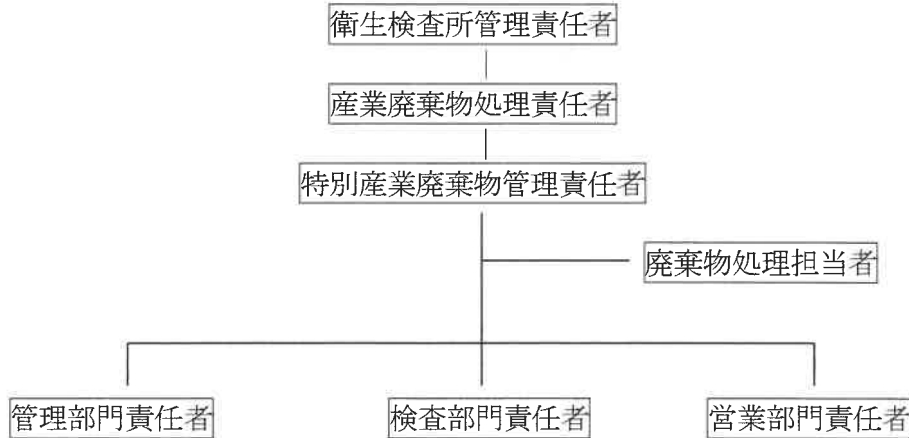 衛生検査所管理責任者
産業廃棄物処理責任者
特別産業廃棄物管理責任者
廃棄物処理担当者
管理部門責任者
検査部門責任者
営業部門責任者